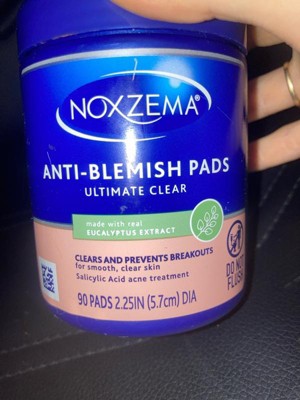 NOXZEMA®
ANTI-BLEMISH PADS
ULTIMATE CLEAR
made with real
EUCALYPTUS EXTRACT
CLEARS AND PREVENTS BREAKOUTS
for smooth, clear skin
Salicylic Acid acne treatment
DO NOT
FLUSH
90 PADS 2.25IN (5.7cm) DIA